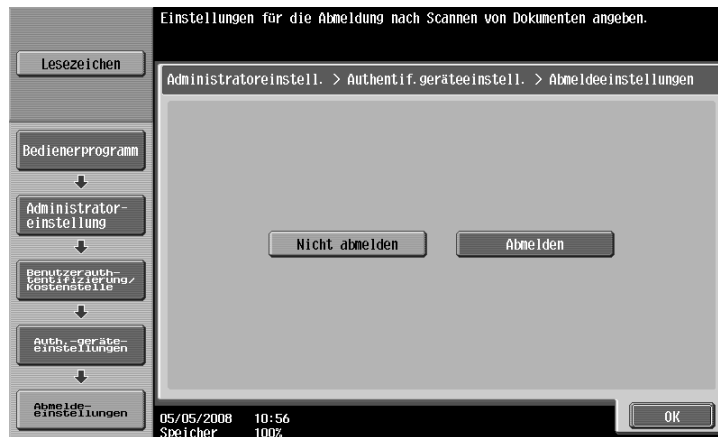 Einstellungen für die Abmeldung nach Scannen von Dokumenten angeben.
Lesezeichen
Administratoreinstell. > Authentif.geräteeinstell. > Abmeldeeinstellungen
Bedienerprogramm
Administrator-
einstellung
Benutzerauth-
tentifizierung/
Kostenstelle
Auth.-geräte-
einstellungen
Abmelde-
einstellungen
Nicht abmelden
Abmelden
05/05/2008 10:56
Speicher 100%
OK